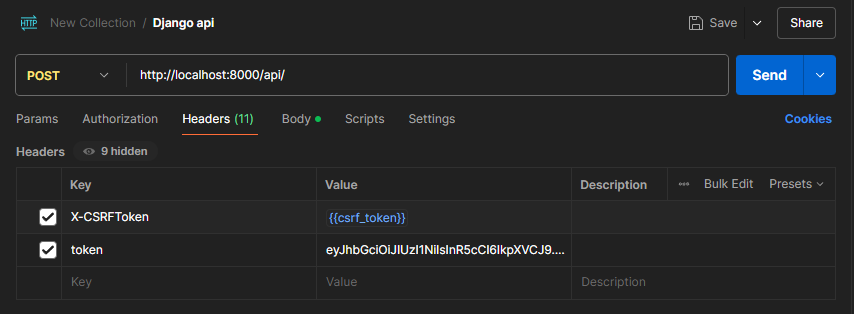 HTTP New Collection / Django api Save Share
POST http://localhost:8000/api/ Send
Params Authorization Headers (11) Body Scripts Settings Cookies
Headers 9 hidden
Key Value Description ••• Bulk Edit Presets
X-CSRFToken {{csrf_token}}
token eyJhbGciOiJIUzI1NiIsInR5cCI6IkpXVCJ9....
Key Value Description